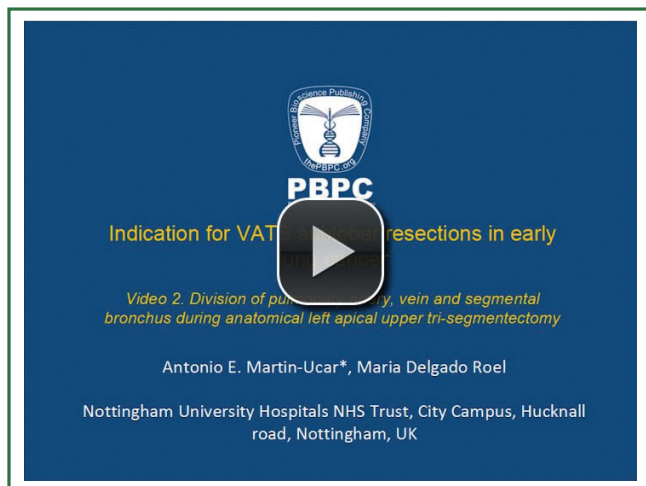 Pioneer Bioscience Publishing Company
thePBPC.org
PBPC
Indication for VATS resections in early
Video 2. Division of vein and segmental
bronchus during anatomical left apical upper tri-segmentectomy
Antonio E. Martin-Ucar*, Maria Delgado Roel
Nottingham University Hospitals NHS Trust, City Campus, Hucknall
road, Nottingham, UK